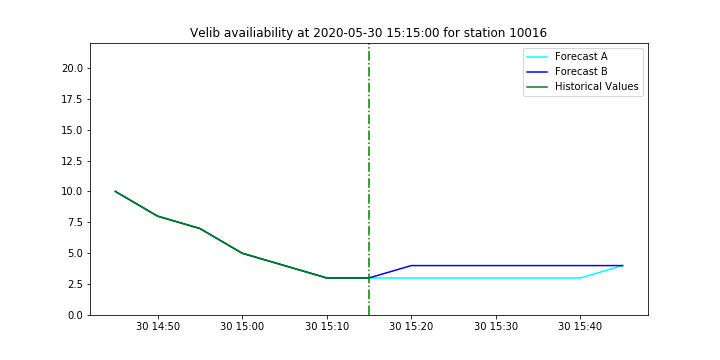 Velib availiability at 2020-05-30 15:15:00 for station 10016
Forecast A
Forecast B
Historical Values
20.0
17.5
15.0
12.5
10.0
7.5
5.0
2.5
0.0
30 14:50 30 15:00 30 15:10 30 15:20 30 15:30 30 15:40